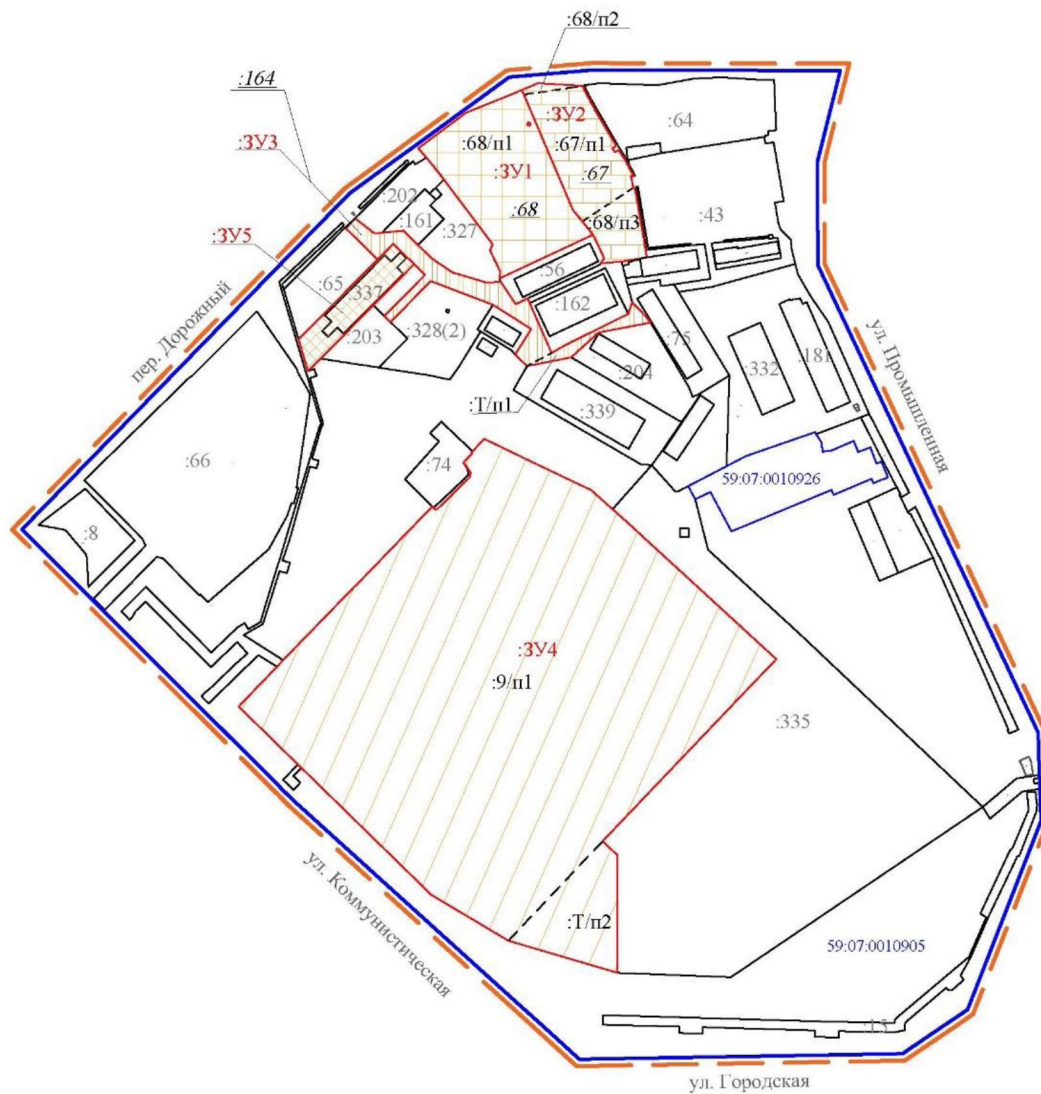 :68/п2
:164
:ЗУ3
:ЗУ2
:64
:68/п1
:67/п1
:ЗУ1
:67
:202
:68
:161
:ЗУ5
:327
:68/п3
:43
:65
:56
:337
:162
:203
:328(2)
:75
пер. Дорожный
:204
:332
:181
ул. Промышленная
:Т/п1
:339
:66
:74
59:07:0010926
:8
:ЗУ4
:9/п1
:335
ул. Коммунистическая
:Т/п2
59:07:0010905
:15
ул. Городская